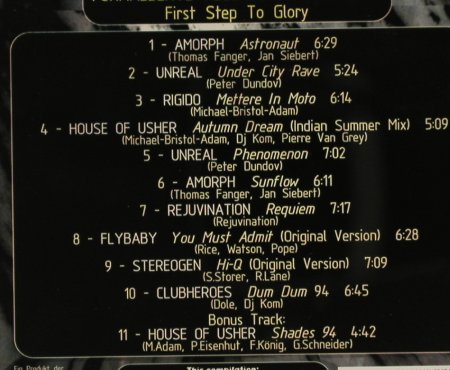 First Step To Glory
1 - AMORPH Astronaut 6:29
(Thomas Fanger, Jan Siebert)
2 - UNREAL Under City Rave 5:24
(Peter Dundov)
3 - RIGIDO Mettere In Moto 6:14
(Michael-Bristol-Adam)
4 - HOUSE OF USHER Autumn Dream (Indian Summer Mix) 5:09
(Michael-Bristol-Adam, Dj Kom, Pierre Van Grey)
5 - UNREAL Phenomenon 7:02
(Peter Dundov)
6 - AMORPH Sunflow 6:11
(Thomas Fanger, Jan Siebert)
7 - REJUVINATION Requiem 7:17
(Rejuvination)
8 - FLYBABY You Must Admit (Original Version) 6:28
(Rice, Watson, Pope)
9 - STEREOGEN Hi-Q (Original Version) 7:09
(S.Storer, R.Lane)
10 - CLUBHEROES Dum Dum 94 6:45
(Dole, Dj Kom)
Bonus Track:
11 - HOUSE OF USHER Shades 94 4:42
(M.Adam, P.Eisenhut, F.König, G.Schneider)
Ein Produkt der
This compilation: